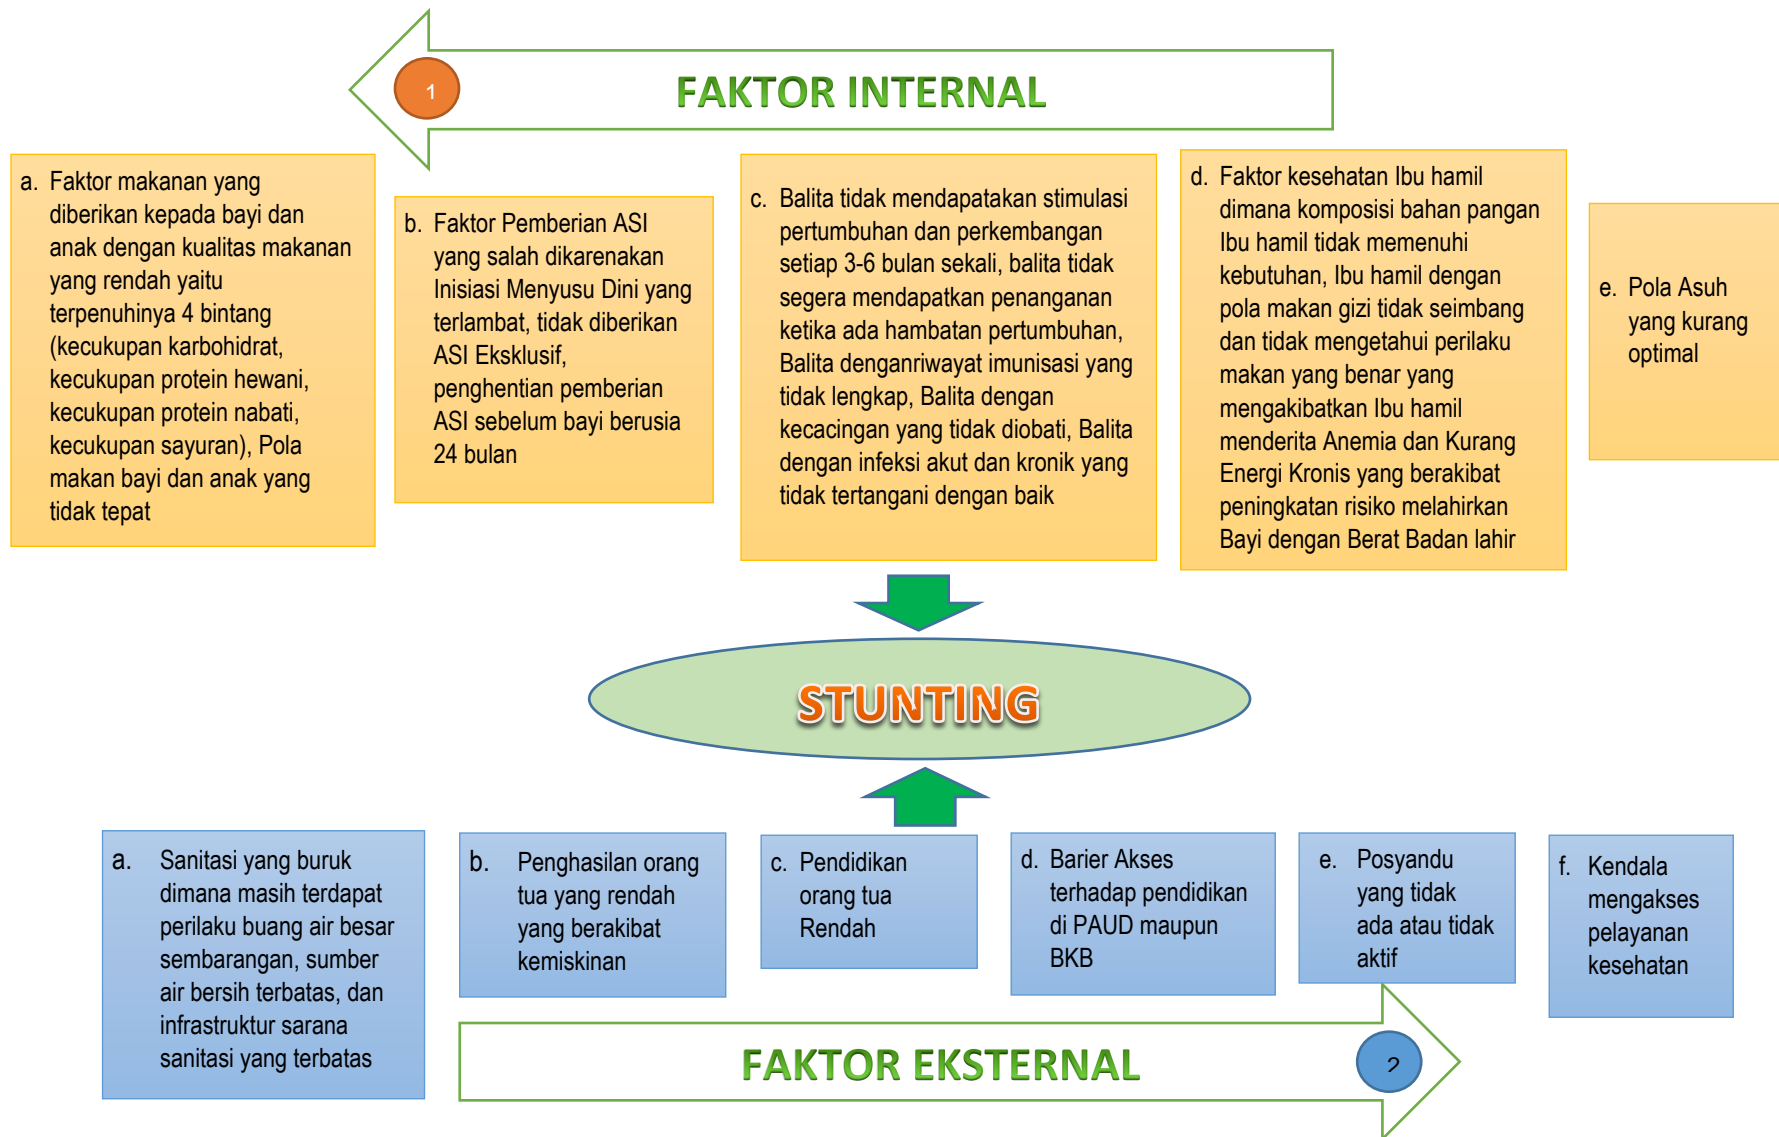 1
FAKTOR INTERNAL
a. Faktor makanan yang
diberikan kepada bayi dan
anak dengan kualitas makanan
yang rendah yaitu
terpenuhinya 4 bintang
(kecukupan karbohidrat,
kecukupan protein hewani,
kecukupan protein nabati,
kecukupan sayuran), Pola
makan bayi dan anak yang
tidak tepat
b. Faktor Pemberian ASI
yang salah dikarenakan
Inisiasi Menyusu Dini yang
terlambat, tidak diberikan
ASI Eksklusif,
penghentian pemberian
ASI sebelum bayi berusia
24 bulan
c. Balita tidak mendapatakan stimulasi
pertumbuhan dan perkembangan
setiap 3-6 bulan sekali, balita tidak
segera mendapatkan penanganan
ketika ada hambatan pertumbuhan,
Balita denganriwayat imunisasi yang
tidak lengkap, Balita dengan
kecacingan yang tidak diobati, Balita
dengan infeksi akut dan kronik yang
tidak tertangani dengan baik
d. Faktor kesehatan Ibu hamil
dimana komposisi bahan pangan
Ibu hamil tidak memenuhi
kebutuhan, Ibu hamil dengan
pola makan gizi tidak seimbang
dan tidak mengetahui perilaku
makan yang benar yang
mengakibatkan Ibu hamil
menderita Anemia dan Kurang
Energi Kronis yang berakibat
peningkatan risiko melahirkan
Bayi dengan Berat Badan lahir
e. Pola Asuh
yang kurang
optimal
STUNTING
a. Sanitasi yang buruk
dimana masih terdapat
perilaku buang air besar
sembarangan, sumber
air bersih terbatas, dan
infrastruktur sarana
sanitasi yang terbatas
b. Penghasilan orang
tua yang rendah
yang berakibat
kemiskinan
c. Pendidikan
orang tua
Rendah
d. Barier Akses
terhadap pendidikan
di PAUD maupun
BKB
e. Posyandu
yang tidak
ada atau tidak
aktif
f. Kendala
mengakses
pelayanan
kesehatan
FAKTOR EKSTERNAL
2